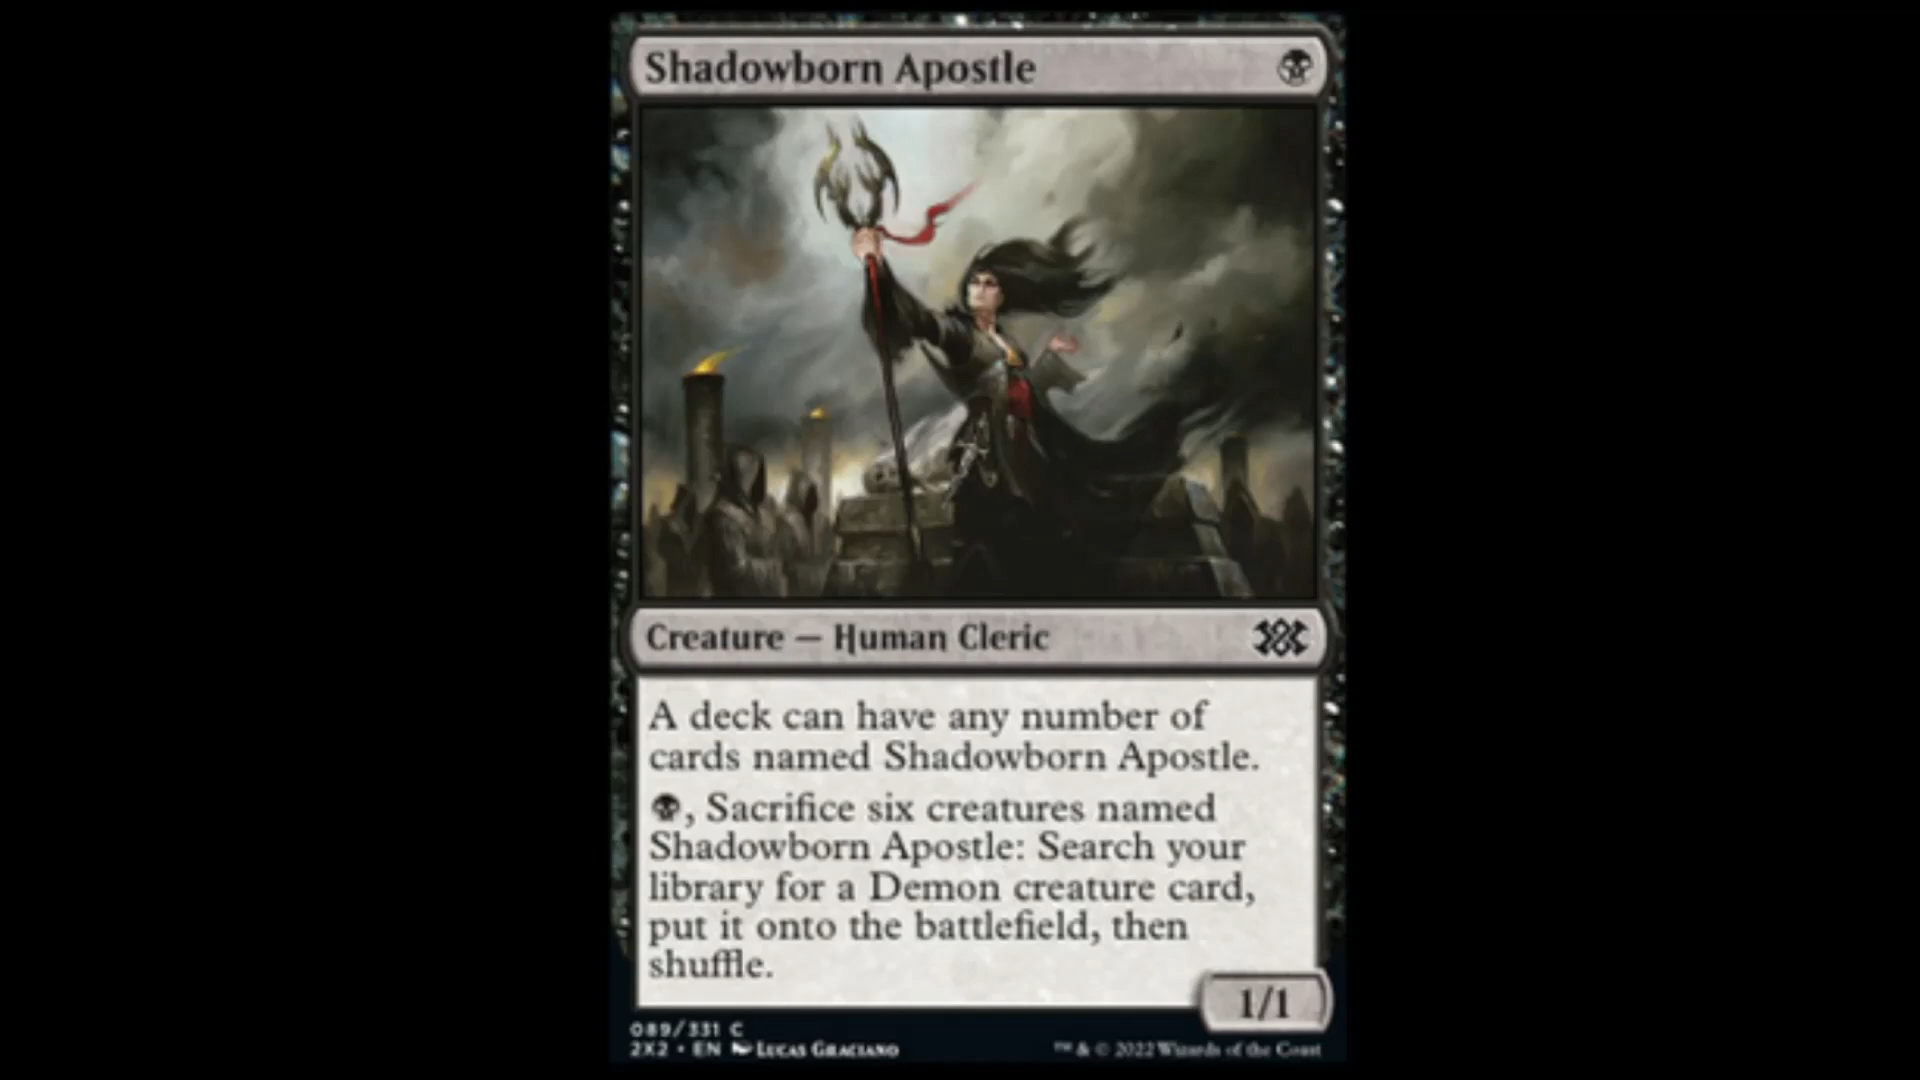 Shadowborn Apostle
Creature — Human Cleric
A deck can have any number of
cards named Shadowborn Apostle.
, Sacrifice six creatures named
Shadowborn Apostle: Search your
library for a Demon creature card,
put it onto the battlefield, then
shuffle.
1/1
089/331 C
2X2 • EN Lucas Graciano
™ & © 2022 Wizards of the Coast